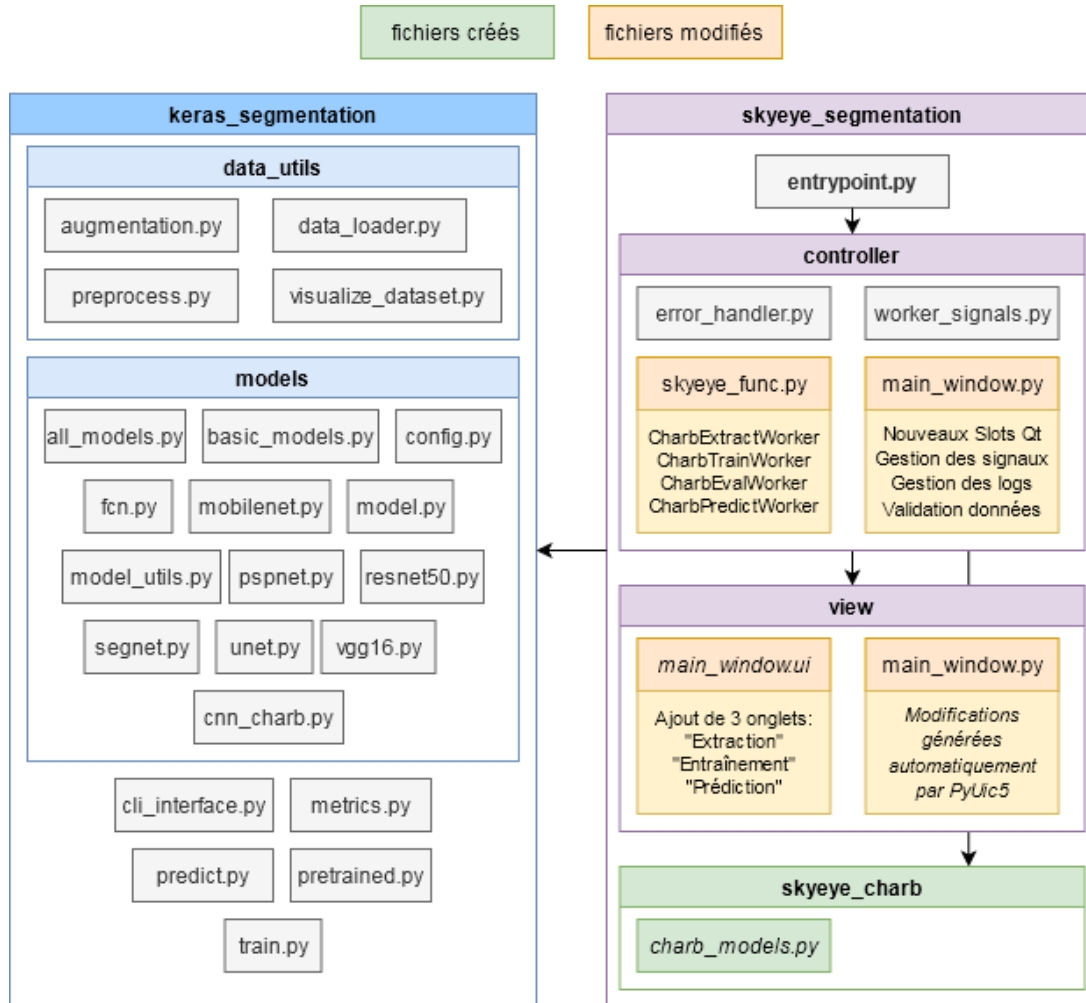 fichiers créés
fichiers modifiés
keras_segmentation
data_utils
augmentation.py
data_loader.py
preprocess.py
visualize_dataset.py
models
all_models.py
basic_models.py
config.py
fcn.py
mobilenet.py
model.py
model_utils.py
pspnet.py
resnet50.py
segnet.py
unet.py
vgg16.py
cnn_charb.py
cli_interface.py
metrics.py
predict.py
pretrained.py
train.py
skyeye_segmentation
entrypoint.py
controller
error_handler.py
worker_signals.py
skyeye_func.py
CharbExtractWorker
CharbTrainWorker
CharbEvalWorker
CharbPredictWorker
main_window.py
Nouveaux Slots Qt
Gestion des signaux
Gestion des logs
Validation données
view
main_window.ui
Ajout de 3 onglets:
"Extraction"
"Entraînement"
"Prédiction"
main_window.py
Modifications
générées
automatiquement
par PyUic5
skyeye_charb
charb_models.py